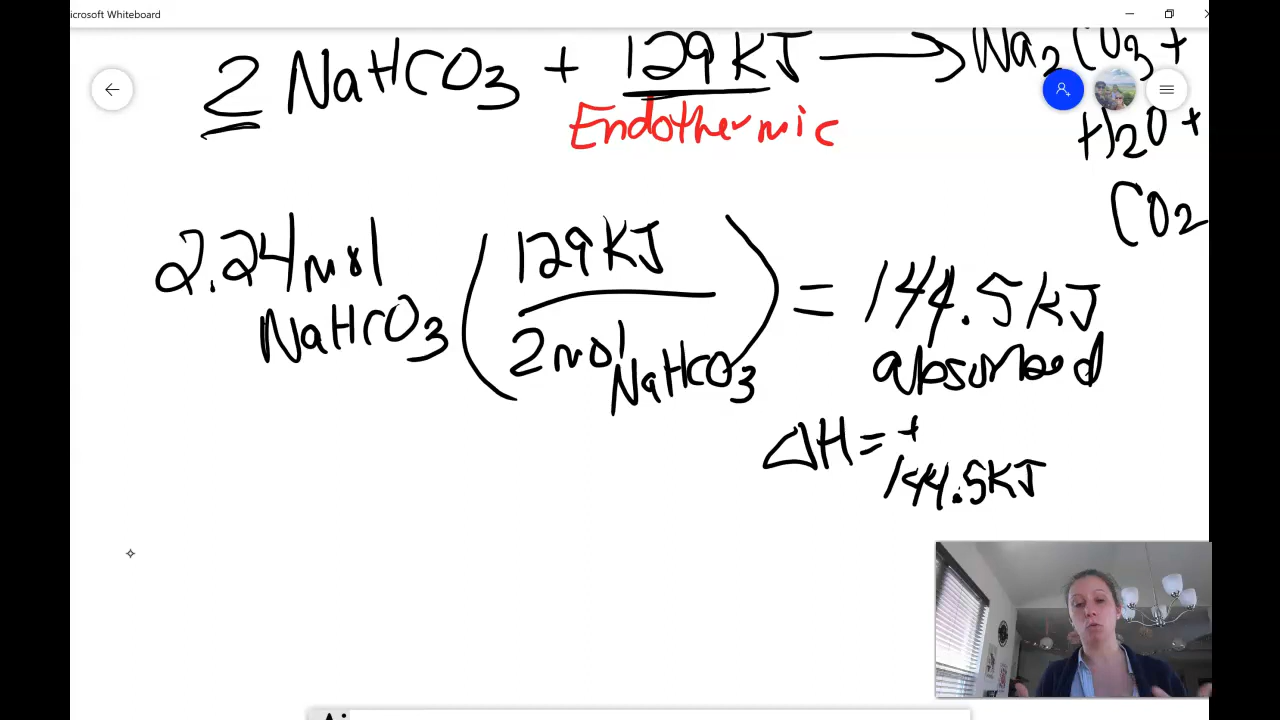 icrosoft Whiteboard
2 NaHCO3 + 129 KJ → Na2CO3 +
H2O +
CO2
Endothermic
2.24 mol NaHCO3 (129 KJ / 2 mol NaHCO3) = 144.5 KJ
absorbed
ΔH = +
144.5 KJ